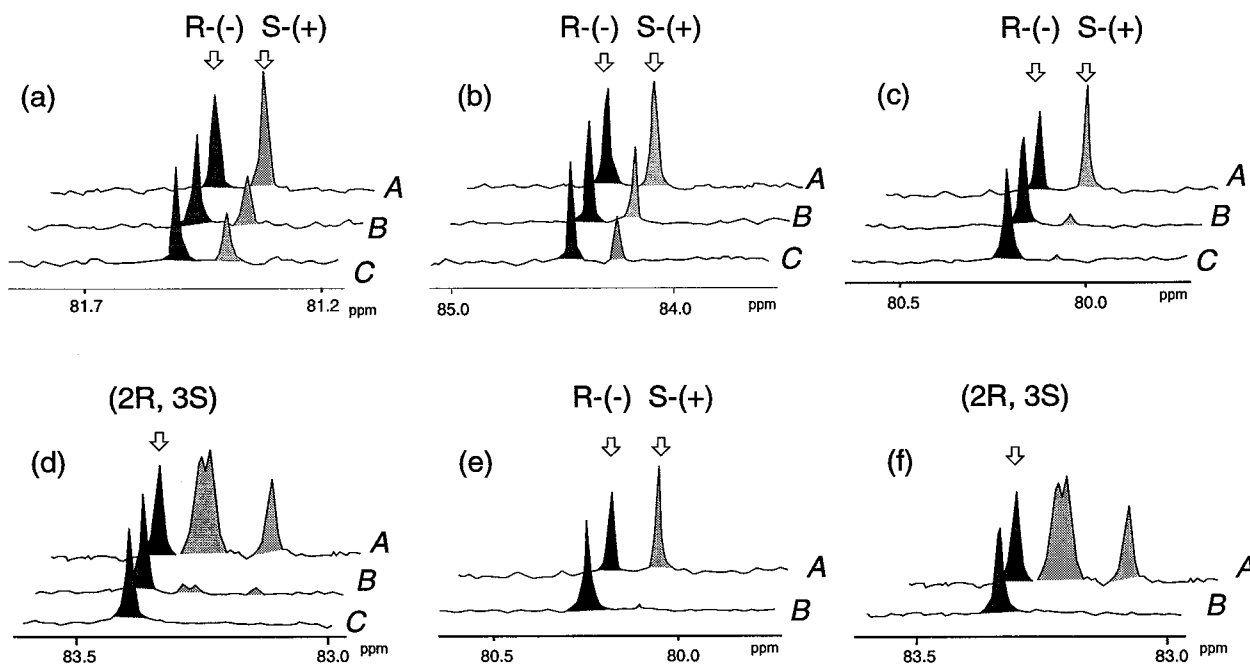 R-(-) S-(+)
R-(-) S-(+)
R-(-) S-(+)
(a)
(b)
(c)
A
B
C
A
B
C
A
B
C
81.7
81.2
ppm
85.0
84.0
ppm
80.5
80.0
ppm
(2R, 3S)
R-(-) S-(+)
(2R, 3S)
(d)
(e)
(f)
A
B
C
A
B
A
B
83.5
83.0
ppm
80.5
80.0
ppm
83.5
83.0
ppm